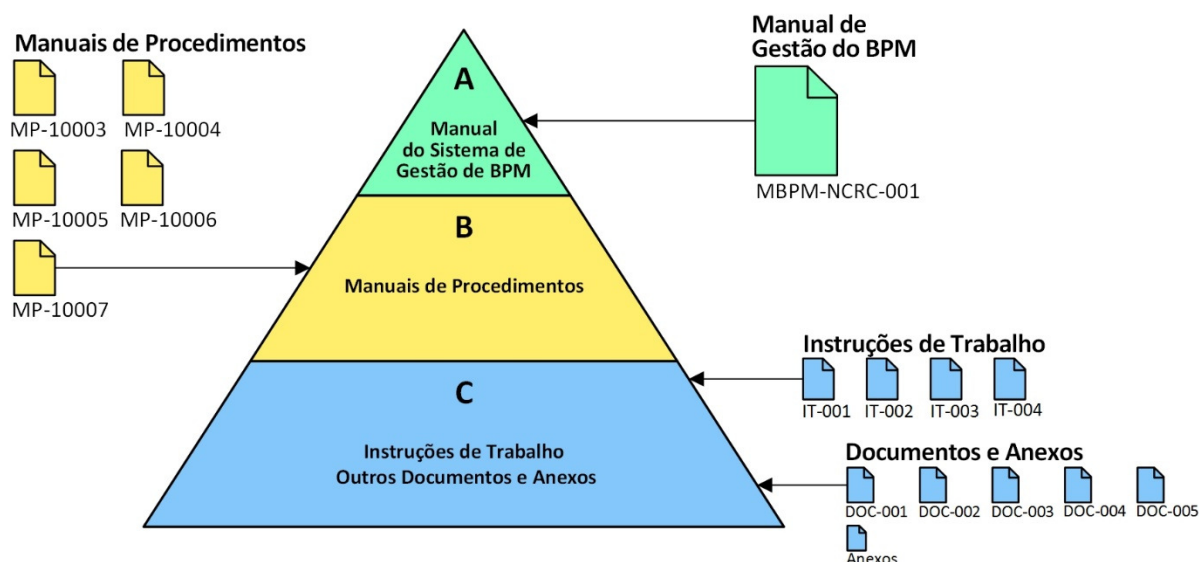 Manuais de Procedimentos
MP-10003
MP-10004
MP-10005
MP-10006
MP-10007
A
Manual
do Sistema de
Gestão de BPM
B
Manuais de Procedimentos
C
Instruções de Trabalho
Outros Documentos e Anexos
Manual de
Gestão do BPM
MBPM-NCRC-001
Instruções de Trabalho
IT-001
IT-002
IT-003
IT-004
Documentos e Anexos
DOC-001
DOC-002
DOC-003
DOC-004
DOC-005
Anexos